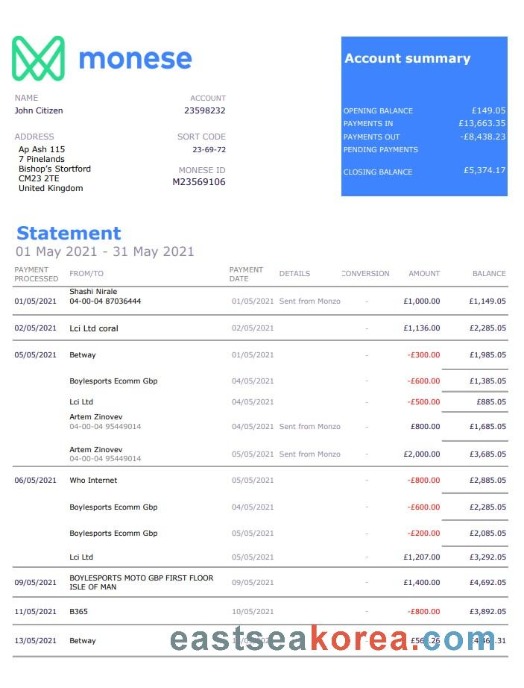 monese
Account summary
NAME
ACCOUNT
John Citizen
23598232
OPENING BALANCE £149.05
PAYMENTS IN £13,663.35
PAYMENTS OUT -£8,438.23
PENDING PAYMENTS
CLOSING BALANCE £5,374.17
ADDRESS
SORT CODE
Ap Ash 115
23-69-72
7 Pinelands
Bishop's Stortford
MONESE ID
CM23 2TE
M23569106
United Kingdom
Statement
01 May 2021 - 31 May 2021
PAYMENT PROCESSED FROM/TO PAYMENT DATE DETAILS CONVERSION AMOUNT BALANCE
Shashi Nirale
01/05/2021 04-00-04 87036444 01/05/2021 Sent from Monzo - £1,000.00 £1,149.05
02/05/2021 Lci Ltd coral 02/05/2021 - £1,136.00 £2,285.05
05/05/2021 Betway 01/05/2021 - -£300.00 £1,985.05
Boylesports Ecomm Gbp 04/05/2021 - -£600.00 £1,385.05
Lci Ltd 04/05/2021 - -£500.00 £885.05
Artem Zinovev
04-00-04 95449014 04/05/2021 Sent from Monzo - £800.00 £1,685.05
Artem Zinovev
04-00-04 95449014 05/05/2021 Sent from Monzo - £2,000.00 £3,685.05
06/05/2021 Who Internet 05/05/2021 - -£800.00 £2,885.05
Boylesports Ecomm Gbp 04/05/2021 - -£600.00 £2,285.05
Boylesports Ecomm Gbp 05/05/2021 - -£200.00 £2,085.05
Lci Ltd 05/05/2021 - £1,207.00 £3,292.05
09/05/2021 BOYLESPORTS MOTO GBP FIRST FLOOR 09/05/2021 - £1,400.00 £4,692.05
ISLE OF MAN
11/05/2021 B365 10/05/2021 - -£800.00 £3,892.05
13/05/2021 Betway
eastseakorea.com